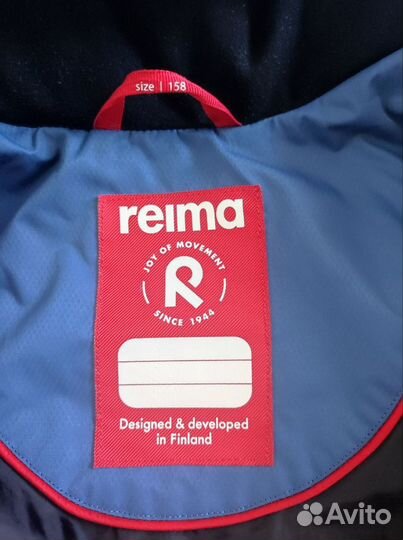 size | 158
reima
JOY OF MOVEMENT
R
SINCE 1944
Designed & developed
in Finland
Avito